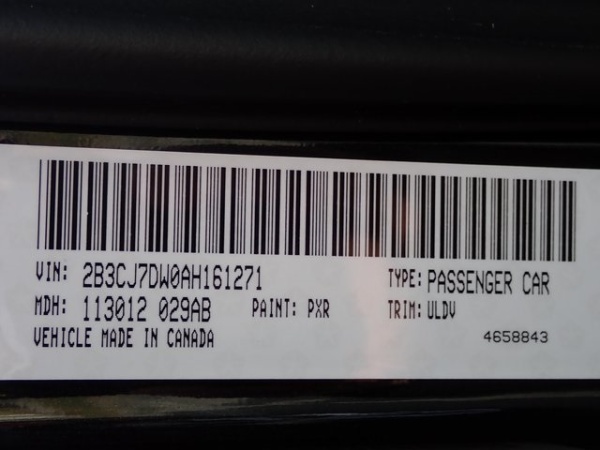 VIN: 2B3CJ7DW0AH161271 TYPE: PASSENGER CAR
MDH: 113012 029AB PAINT: PXR TRIM: ULDV
VEHICLE MADE IN CANADA 4658843